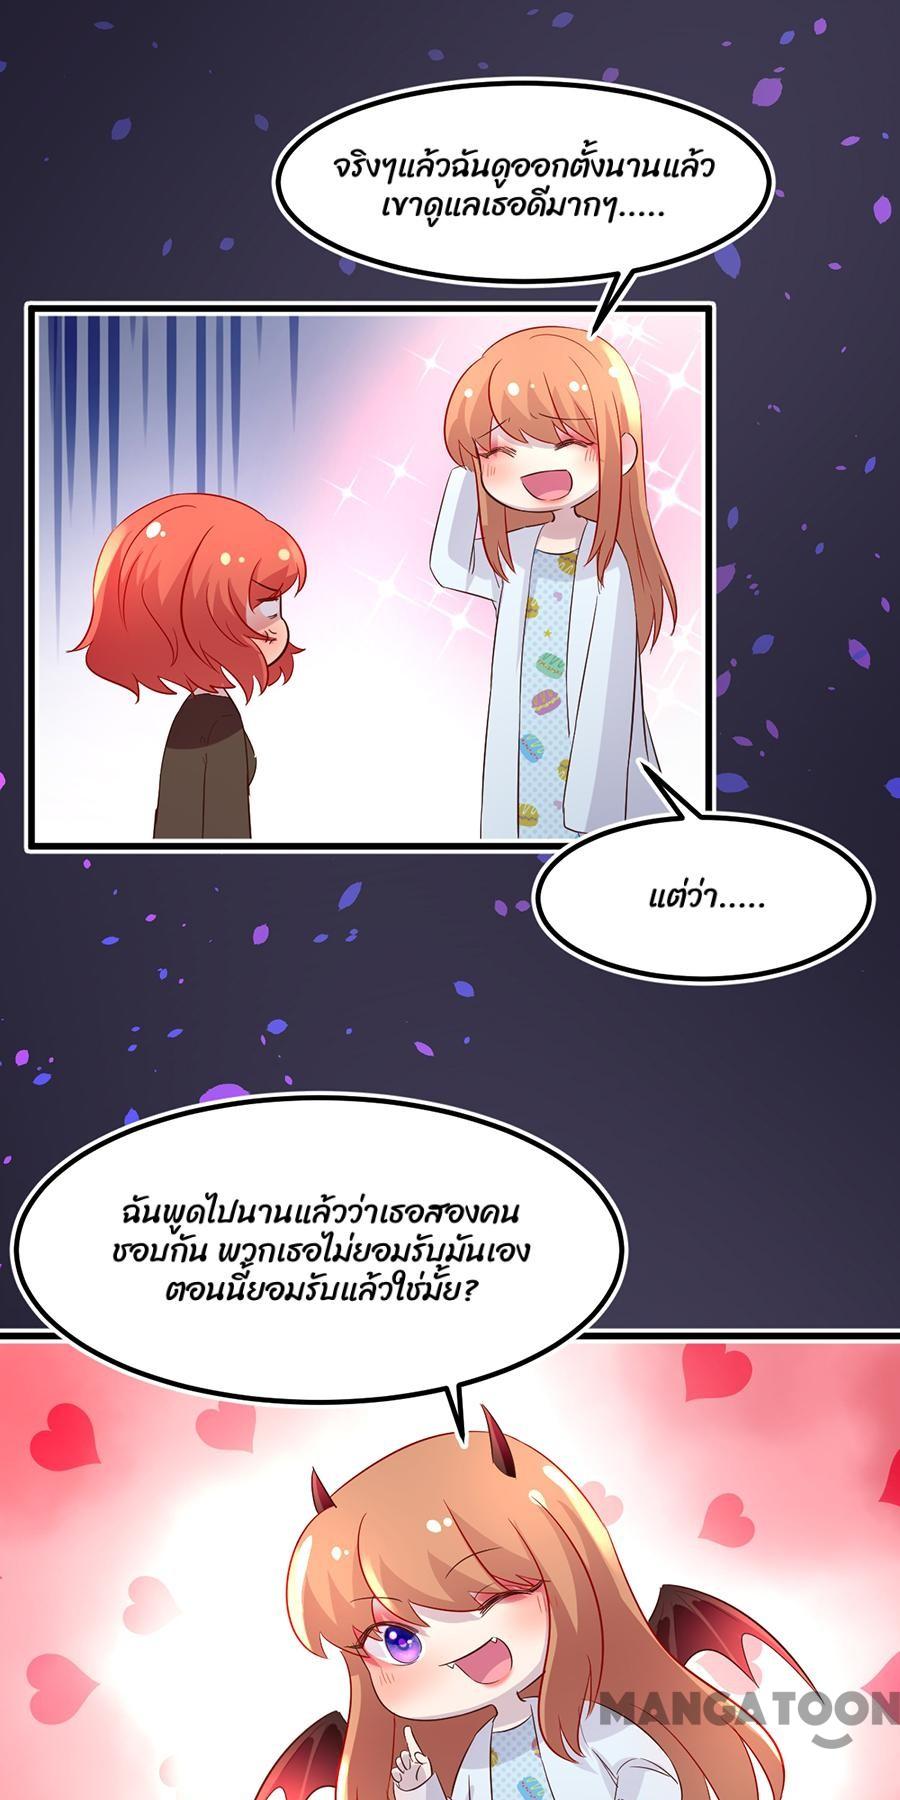 จริงๆแล้วฉันดูออกตั้งนานแล้ว
เขาดูแลเธอดีมากๆ.....
แต่ว่า.....
ฉันพูดไปนานแล้วว่าเธอสองคน
ชอบกัน พวกเธอไม่ยอมรับมันเอง
ตอนนี้ยอมรับแล้วใช่มั้ย?
MANGATOON